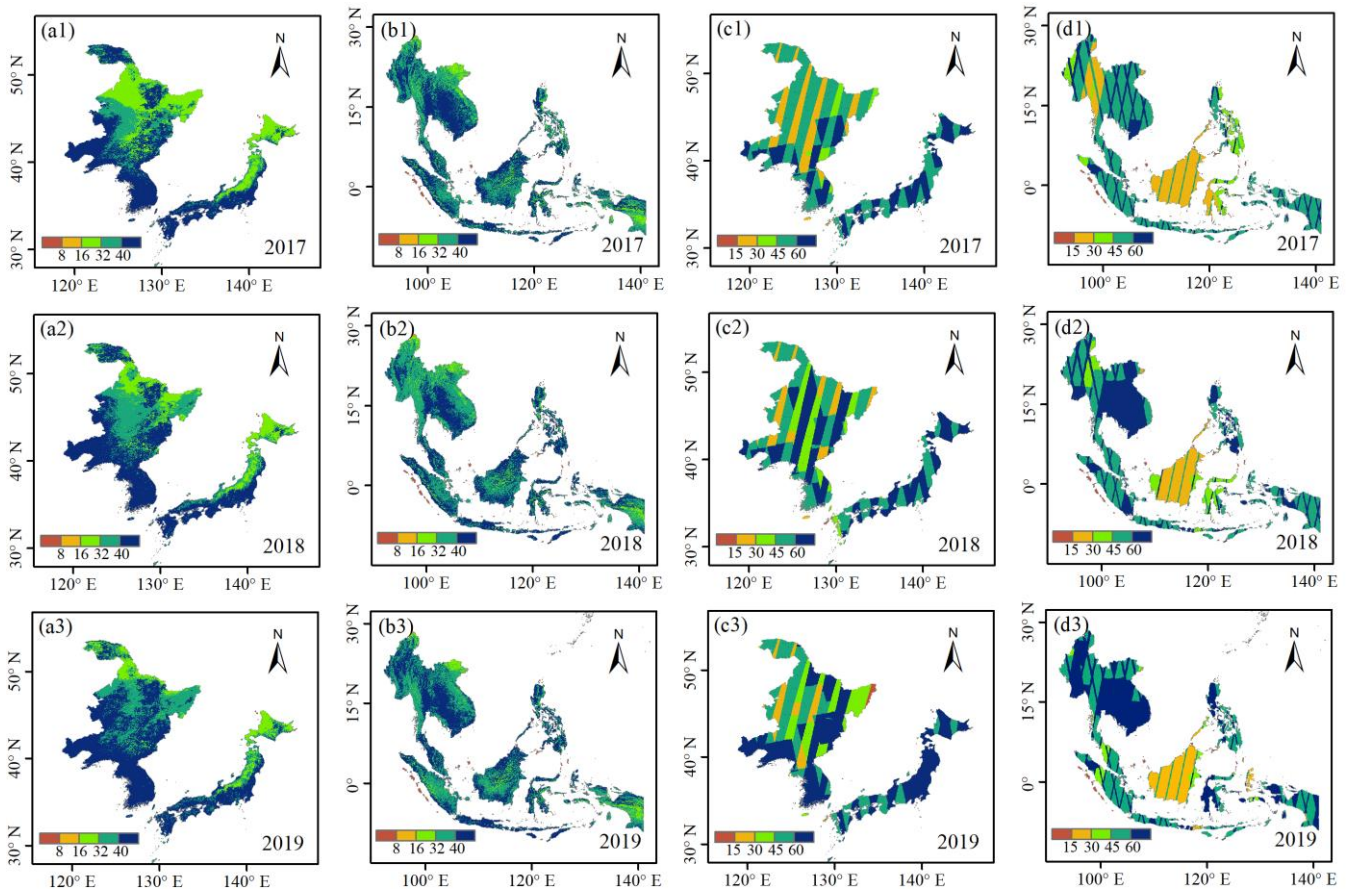 (a1)
N
50° N
40° N
30° N
8 16 32 40
2017
120° E 130° E 140° E
(b1)
N
30° N
15° N
0°
8 16 32 40
2017
100° E 120° E 140° E
(c1)
N
50° N
40° N
30° N
15 30 45 60
2017
120° E 130° E 140° E
(d1)
N
30° N
15° N
0°
15 30 45 60
2017
100° E 120° E 140° E
(a2)
N
50° N
40° N
30° N
8 16 32 40
2018
120° E 130° E 140° E
(b2)
N
30° N
15° N
0°
8 16 32 40
2018
100° E 120° E 140° E
(c2)
N
50° N
40° N
30° N
15 30 45 60
2018
120° E 130° E 140° E
(d2)
N
30° N
15° N
0°
15 30 45 60
2018
100° E 120° E 140° E
(a3)
N
50° N
40° N
30° N
8 16 32 40
2019
120° E 130° E 140° E
(b3)
N
30° N
15° N
0°
8 16 32 40
2019
100° E 120° E 140° E
(c3)
N
50° N
40° N
30° N
15 30 45 60
2019
120° E 130° E 140° E
(d3)
N
30° N
15° N
0°
15 30 45 60
2019
100° E 120° E 140° E